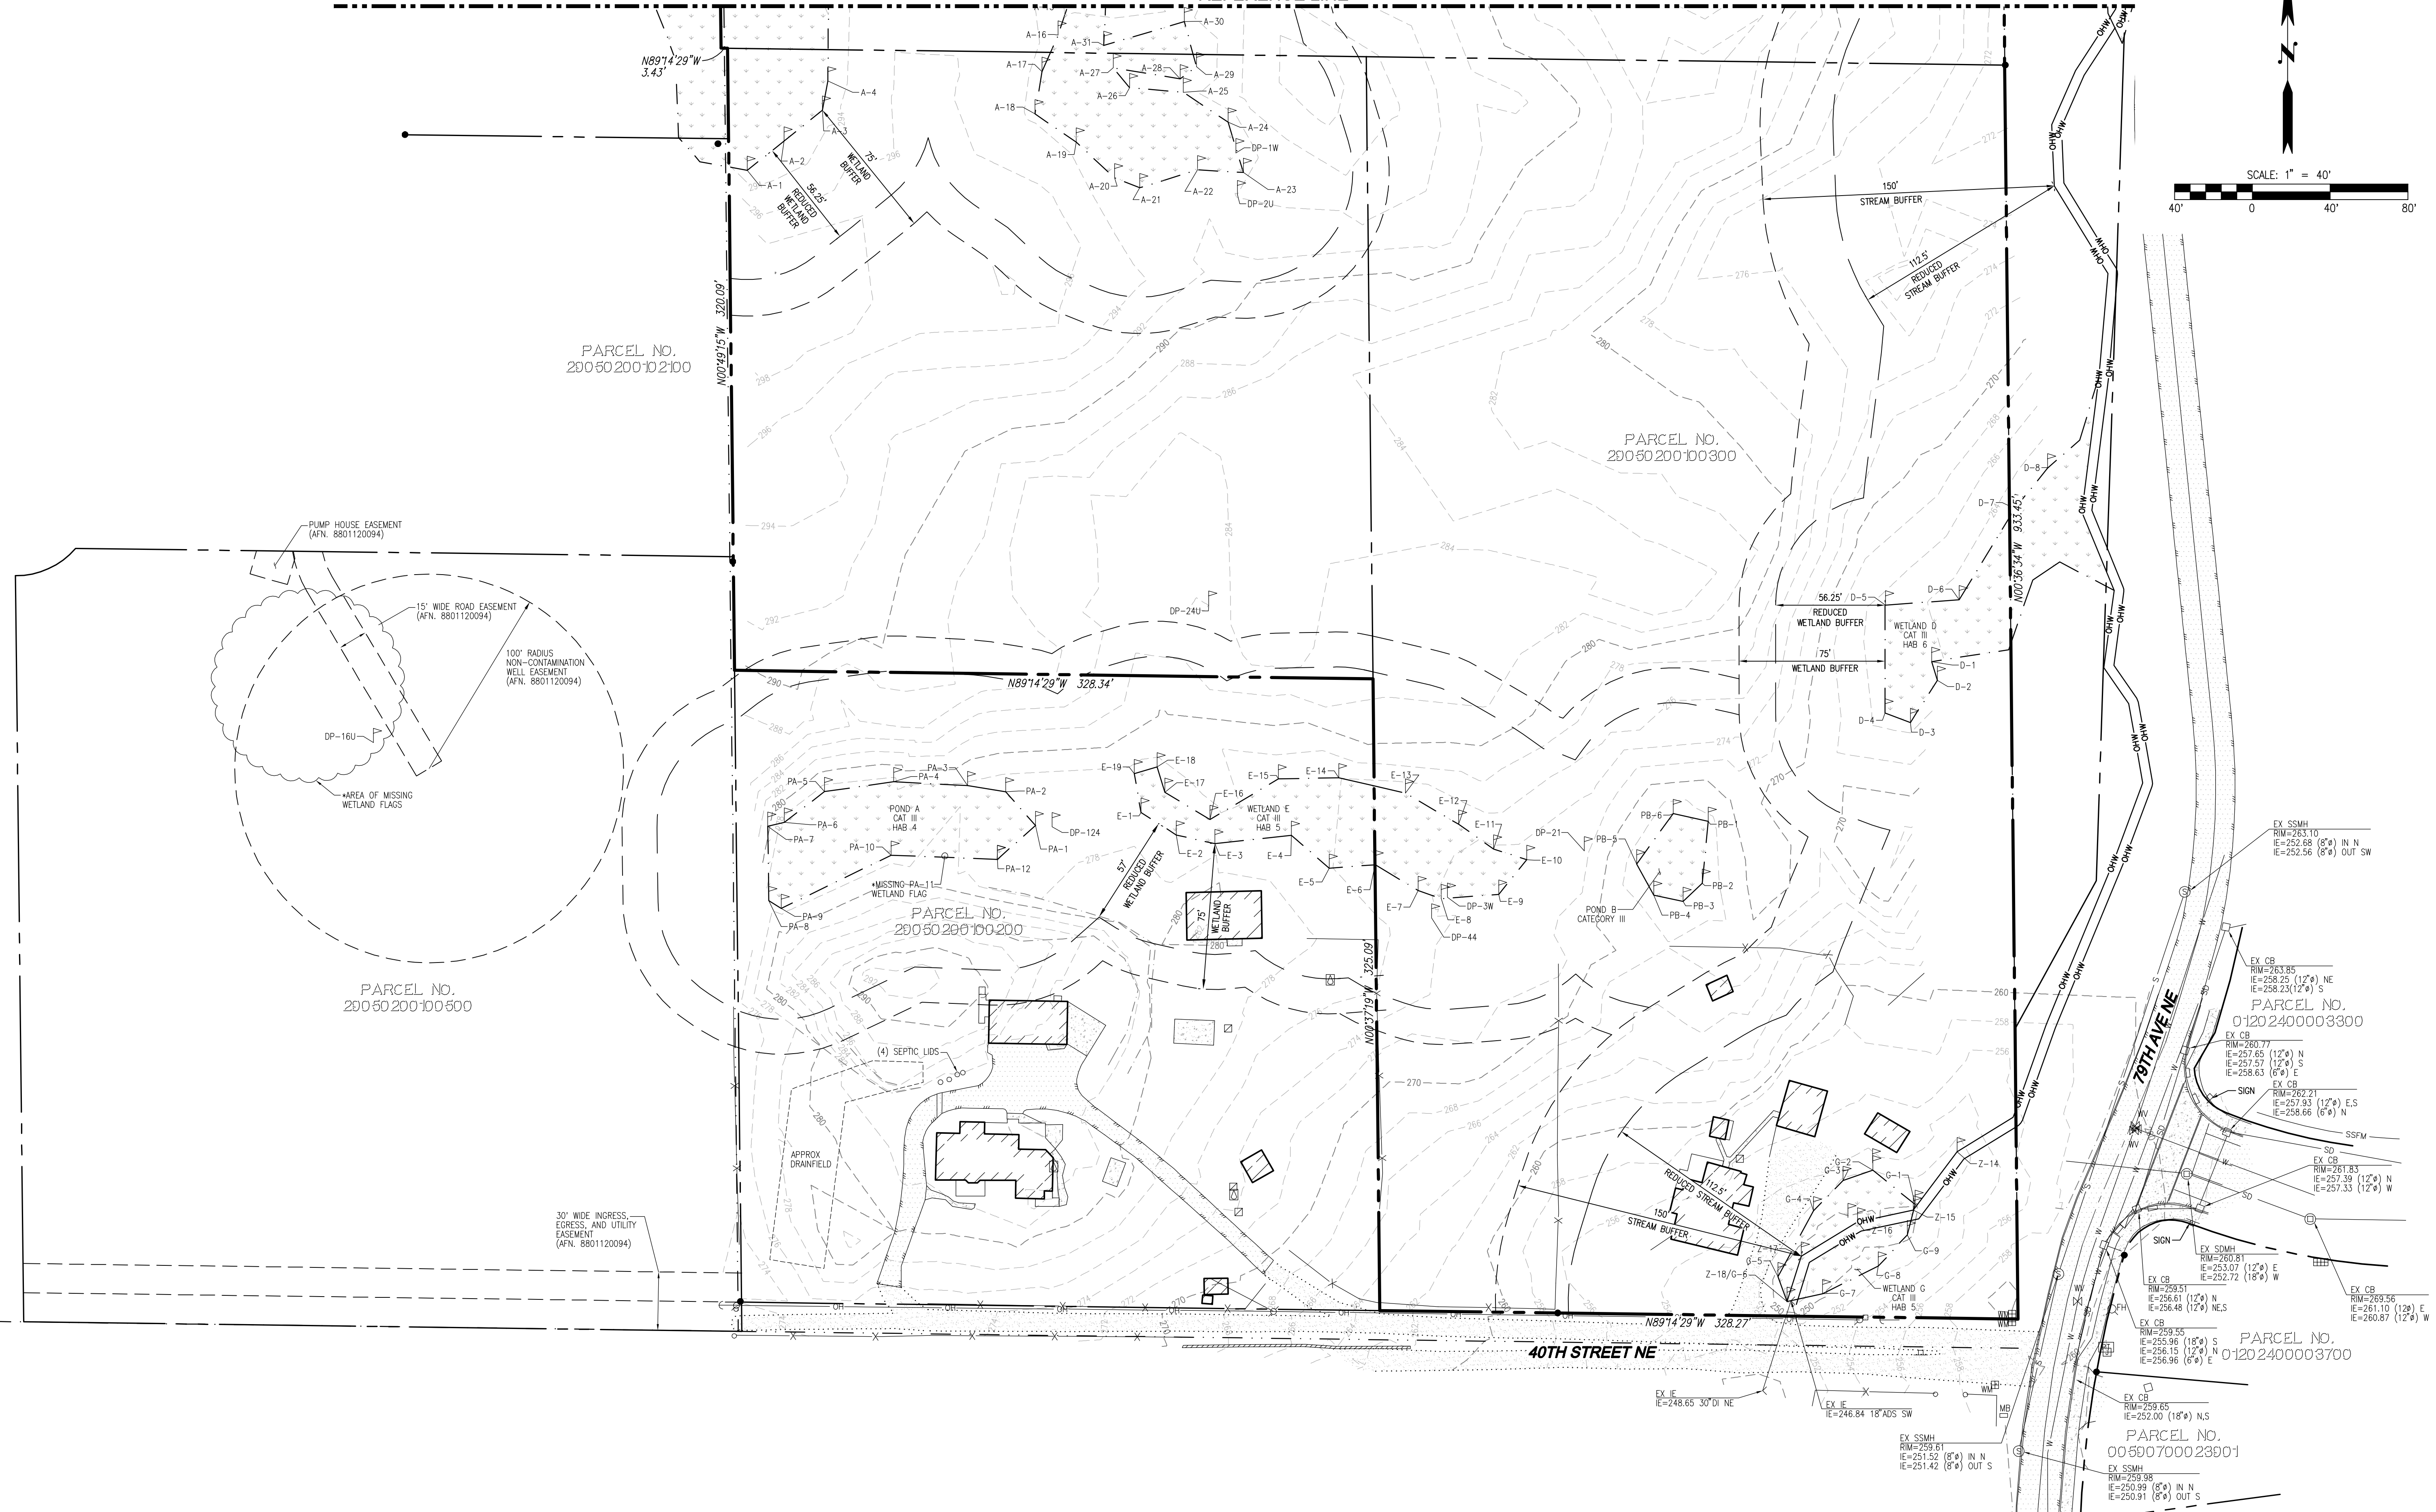 N89°14'29"W
3.43'
A-1
A-2
A-3
A-4
75'
WETLAND
BUFFER
56.25'
REDUCED
WETLAND
BUFFER
A-16
A-17
A-18
A-19
A-20
A-21
A-22
A-23
A-24
A-25
A-26
A-27
A-28
A-29
A-30
A-31
DP-1W
DP-2U
150'
STREAM BUFFER
112.5'
REDUCED
STREAM BUFFER
SCALE: 1" = 40'
40'
0
40'
80'
N00°49'15"W 320.09'
PARCEL NO.
29050200102100
PARCEL NO.
29050200100300
PUMP HOUSE EASEMENT
(AFN. 8801120094)
15' WIDE ROAD EASEMENT
(AFN. 8801120094)
100' RADIUS
NON-CONTAMINATION
WELL EASEMENT
(AFN. 8801120094)
DP-16U
*AREA OF MISSING
WETLAND FLAGS
PARCEL NO.
29050200100500
DP-24U
N89°14'29"W 328.34'
N00°36'34"W 933.45'
56.25'
REDUCED
WETLAND BUFFER
75'
WETLAND BUFFER
WETLAND D
CAT III
HAB 6
D-1
D-2
D-3
D-4
D-5
D-6
D-7
D-8
PA-5
PA-3
PA-4
PA-2
PA-6
PA-7
POND A
CAT III
HAB 4
DP-124
PA-1
PA-10
PA-12
*MISSING PA-11
WETLAND FLAG
PA-9
PA-8
PARCEL NO.
29050200100200
E-19
E-18
E-17
E-16
E-15
E-14
E-13
E-12
E-11
E-10
E-1
E-2
E-3
E-4
E-5
E-6
E-7
E-8
E-9
WETLAND E
CAT III
HAB 5
DP-3W
DP-44
DP-21
57'
REDUCED
WETLAND BUFFER
75'
WETLAND
BUFFER
PB-6
PB-1
PB-5
PB-2
PB-3
PB-4
POND B
CATEGORY III
N00°37'19"W 325.09'
(4) SEPTIC LIDS
APPROX
DRAINFIELD
30' WIDE INGRESS,
EGRESS, AND UTILITY
EASEMENT
(AFN. 8801120094)
112.5'
REDUCED STREAM BUFFER
150'
STREAM BUFFER
G-1
G-2
G-3
G-4
G-5
G-7
G-8
G-9
Z-14
Z-15
Z-16
Z-17
Z-18/G-6
WETLAND G
CAT III
HAB 5
N89°14'29"W 328.27'
40TH STREET NE
79TH AVE NE
EX IE
IE=248.65 30"DI NE
EX IE
IE=246.84 18"ADS SW
EX SSMH
RIM=263.10
IE=252.68 (8"ø) IN N
IE=252.56 (8"ø) OUT SW
EX CB
RIM=263.85
IE=258.25 (12"ø) NE
IE=258.23(12"ø) S
PARCEL NO.
01202400003300
EX CB
RIM=260.77
IE=257.65 (12"ø) N
IE=257.57 (12"ø) S
IE=258.63 (6"ø) E
SIGN
EX CB
RIM=262.21
IE=257.93 (12"ø) E,S
IE=258.66 (6"ø) N
SSFM
EX CB
RIM=261.83
IE=257.39 (12"ø) N
IE=257.33 (12"ø) W
SIGN
EX SDMH
RIM=260.81
IE=253.07 (12"ø) E
IE=252.72 (18"ø) W
EX CB
RIM=259.51
IE=256.61 (12"ø) N
IE=256.48 (12"ø) NE,S
EX CB
RIM=269.56
IE=261.10 (12ø) E
IE=260.87 (12"ø) W
FH
EX CB
RIM=259.55
IE=255.96 (18"ø) S
IE=256.15 (12"ø) N
IE=256.96 (6"ø) E
PARCEL NO.
01202400003700
EX CB
RIM=259.65
IE=252.00 (18"ø) N,S
WM
MB
EX SSMH
RIM=259.61
IE=251.52 (8"ø) IN N
IE=251.42 (8"ø) OUT S
PARCEL NO.
00590700023901
EX SSMH
RIM=259.98
IE=250.99 (8"ø) IN N
IE=250.91 (8"ø) OUT S